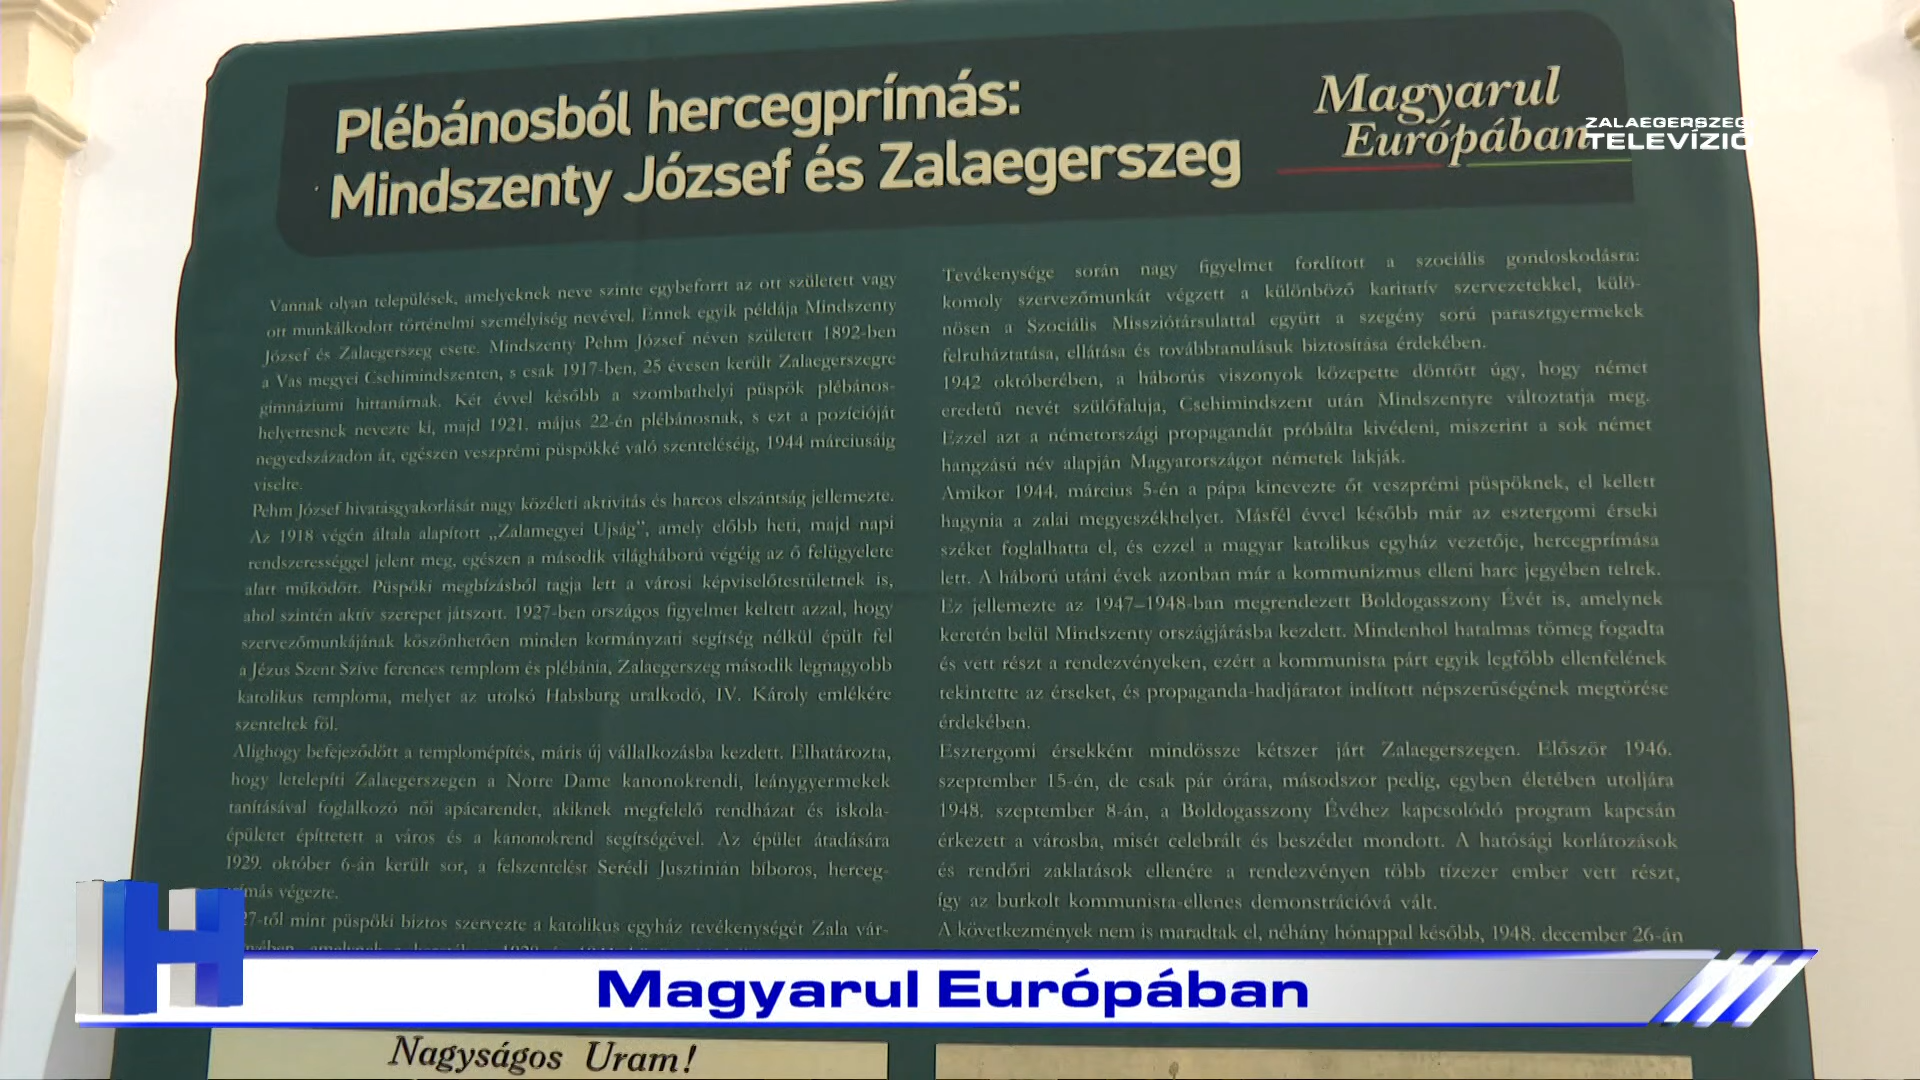 Plébánosból hercegprímás:
Mindszenty József és Zalaegerszeg
Magyarul
Európában
ZALAEGERSZEG
TELEVÍZIÓ
Vannak olyan települések, amelyeknek neve szinte egybeforrt az ott született vagy
ott munkálkodott történelmi személyiség nevével. Ennek egyik példája Mindszenty
József és Zalaegerszeg esete. Mindszenty Pehm József néven született 1892-ben
a Vas megyei Csehimindszenten, s csak 1917-ben, 25 évesen került Zalaegerszegre
gimnáziumi hittanárnak. Két évvel később a szombathelyi püspök plébános-
helyettesnek nevezte ki, majd 1921. május 22-én plébánosnak, s ezt a pozícióját
negyedszázadon át, egészen veszprémi püspökké való szenteléséig, 1944 márciusáig
viselte.
Pehm József hivatásgyakorlását nagy közéleti aktivitás és harcos elszántság jellemezte.
Az 1918 végén általa alapított „Zalamegyei Ujság”, amely előbb heti, majd napi
rendszerességgel jelent meg, egészen a második világháború végéig az ő felügyelete
alatt működött. Püspöki megbízásból tagja lett a városi képviselőtestületnek is,
ahol szintén aktív szerepet játszott. 1927-ben országos figyelmet keltett azzal, hogy
szervezőmunkájának köszönhetően minden kormányzati segítség nélkül épült fel
a Jézus Szent Szíve ferences templom és plébánia, Zalaegerszeg második legnagyobb
katolikus temploma, melyet az utolsó Habsburg uralkodó, IV. Károly emlékére
szenteltek föl.
Alighogy befejeződött a templomépítés, máris új vállalkozásba kezdett. Elhatározta,
hogy letelepíti Zalaegerszegen a Notre Dame kanonokrendi, leánygyermekek
tanításával foglalkozó női apácarendet, akiknek megfelelő rendházat és iskola-
épületet építtetett a város és a kanonokrend segítségével. Az épület átadására
1929. október 6-án került sor, a felszentelést Serédi Jusztinián bíboros, herceg-
rímás végezte.
27-től mint püspöki biztos szervezte a katolikus egyház tevékenységét Zala vár-
Tevékenysége során nagy figyelmet fordított a szociális gondoskodásra:
komoly szervezőmunkát végzett a különböző karitatív szervezetekkel, külö-
nösen a Szociális Missziótársulattal együtt a szegény sorú parasztgyermekek
felruháztatása, ellátása és továbbtanulásuk biztosítása érdekében.
1942 októberében, a háborús viszonyok közepette döntött úgy, hogy német
eredetű nevét szülőfaluja, Csehimindszent után Mindszentyre változtatja meg.
Ezzel azt a németországi propagandát próbálta kivédeni, miszerint a sok német
hangzású név alapján Magyarországot németek lakják.
Amikor 1944. március 5-én a pápa kinevezte őt veszprémi püspöknek, el kellett
hagynia a zalai megyeszékhelyet. Másfél évvel később már az esztergomi érseki
széket foglalhatta el, és ezzel a magyar katolikus egyház vezetője, hercegprímása
lett. A háború utáni évek azonban már a kommunizmus elleni harc jegyében teltek.
Ez jellemezte az 1947–1948-ban megrendezett Boldogasszony Évét is, amelynek
keretén belül Mindszenty országjárásba kezdett. Mindenhol hatalmas tömeg fogadta
és vett részt a rendezvényeken, ezért a kommunista párt egyik legfőbb ellenfelének
tekintette az érseket, és propaganda-hadjáratot indított népszerűségének megtörése
érdekében.
Esztergomi érsekként mindössze kétszer járt Zalaegerszegen. Először 1946.
szeptember 15-én, de csak pár órára, másodszor pedig, egyben életében utoljára
1948. szeptember 8-án, a Boldogasszony Évéhez kapcsolódó program kapcsán
érkezett a városba, misét celebrált és beszédet mondott. A hatósági korlátozások
és rendőri zaklatások ellenére a rendezvényen több tízezer ember vett részt,
így az burkolt kommunista-ellenes demonstrációvá vált.
A következmények nem is maradtak el, néhány hónappal később, 1948. december 26-án
H
Magyarul Európában
Nagyságos Uram!